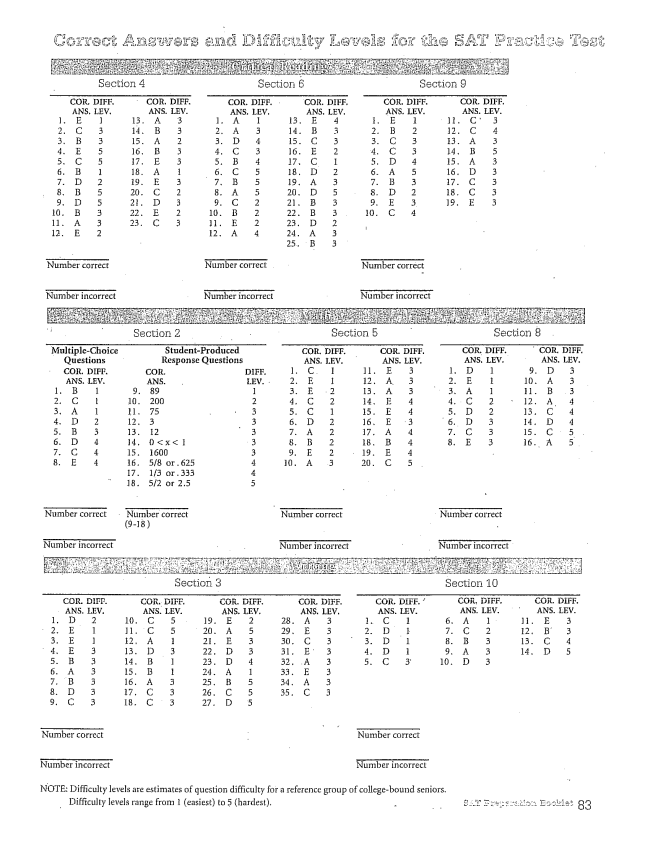 Correct Answers and Difficulty Levels for the SAT Practice Test
Critical Reading
Section 4
COR. DIFF. COR. DIFF.
ANS. LEV. ANS. LEV.
1. E 1 13. A 3
2. C 3 14. B 3
3. B 3 15. A 2
4. E 5 16. B 3
5. C 5 17. E 3
6. B 1 18. A 1
7. D 2 19. E 3
8. B 5 20. C 2
9. D 5 21. D 3
10. B 3 22. E 2
11. A 3 23. C 3
12. E 2
Number correct
Number incorrect
Section 6
COR. DIFF. COR. DIFF.
ANS. LEV. ANS. LEV.
1. A 1 13. E 4
2. A 3 14. B 3
3. D 4 15. C 3
4. C 3 16. E 2
5. B 4 17. C 1
6. C 5 18. D 2
7. B 5 19. A 3
8. A 5 20. D 5
9. C 2 21. B 3
10. B 2 22. B 3
11. E 2 23. D 2
12. A 4 24. A 3
25. B 3
Number correct
Number incorrect
Section 9
COR. DIFF. COR. DIFF.
ANS. LEV. ANS. LEV.
1. E 1 11. C 3
2. B 2 12. C 4
3. C 3 13. A 3
4. C 3 14. B 5
5. D 4 15. A 3
6. A 5 16. D 3
7. B 3 17. C 3
8. D 2 18. C 3
9. E 3 19. E 3
10. C 4
Number correct
Number incorrect
Section 2
Multiple-Choice Student-Produced
Questions Response Questions
COR. DIFF. COR. DIFF.
ANS. LEV. ANS. LEV.
1. B 1 9. 89 1
2. C 1 10. 200 2
3. A 1 11. 75 3
4. D 2 12. 3 3
5. B 3 13. 12 3
6. D 4 14. 0 < x < 1 3
7. C 4 15. 1600 3
8. E 4 16. 5/8 or .625 4
17. 1/3 or .333 4
18. 5/2 or 2.5 5
Number correct Number correct
(9-18)
Number incorrect
Section 5
COR. DIFF. COR. DIFF.
ANS. LEV. ANS. LEV.
1. C 1 11. E 3
2. E 1 12. A 3
3. E 2 13. A 3
4. C 2 14. E 4
5. C 1 15. E 4
6. D 2 16. E 3
7. A 2 17. A 4
8. B 2 18. B 4
9. E 2 19. E 4
10. A 3 20. C 5
Number correct
Number incorrect
Section 8
COR. DIFF. COR. DIFF.
ANS. LEV. ANS. LEV.
1. D 1 9. D 3
2. E 1 10. A 3
3. A 1 11. B 3
4. C 2 12. A 4
5. D 2 13. C 4
6. D 3 14. D 4
7. C 3 15. C 5
8. E 3 16. A 5
Number correct
Number incorrect
Section 3
COR. DIFF. COR. DIFF. COR. DIFF. COR. DIFF.
ANS. LEV. ANS. LEV. ANS. LEV. ANS. LEV.
1. D 2 10. C 5 19. E 2 28. A 3
2. E 1 11. C 5 20. A 5 29. E 3
3. E 1 12. A 1 21. E 3 30. C 3
4. E 3 13. D 3 22. D 3 31. E 3
5. B 3 14. B 1 23. D 4 32. A 3
6. A 3 15. B 1 24. A 1 33. E 3
7. B 3 16. A 3 25. B 5 34. A 3
8. D 3 17. C 3 26. C 5 35. C 3
9. C 3 18. C 3 27. D 5
Number correct
Number incorrect
Section 10
COR. DIFF. COR. DIFF. COR. DIFF.
ANS. LEV. ANS. LEV. ANS. LEV.
1. C 1 6. A 1 11. E 3
2. D 1 7. C 2 12. B 3
3. D 1 8. B 3 13. C 4
4. D 1 9. A 3 14. D 5
5. C 3 10. D 3
Number correct
Number incorrect
NOTE: Difficulty levels are estimates of question difficulty for a reference group of college-bound seniors.
Difficulty levels range from 1 (easiest) to 5 (hardest).
SAT Preparation Booklet 83